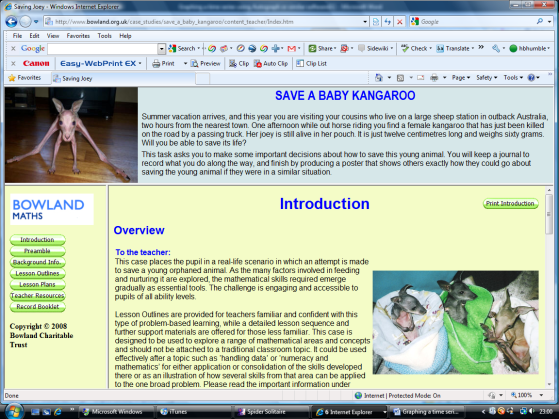 Saving Joey - Windows Internet Explorer
http://www.bowland.org.uk/case_studies/save_a_baby_kangaroo/content_teacher/Index.htm
Google
File Edit View Favorites Tools Help
Google Search Share Sidewiki Check Translate hbhumble
Canon Easy-WebPrint EX Print Preview Clip Auto Clip Clip List
Favorites Saving Joey Page Safety Tools
SAVE A BABY KANGAROO
Summer vacation arrives, and this year you are visiting your cousins who live on a large sheep station in outback Australia,
two hours from the nearest town. One afternoon while out horse riding you find a female kangaroo that has just been killed
on the road by a passing truck. Her joey is still alive in her pouch. It is just twelve centimetres long and weighs sixty grams.
Will you be able to save its life?
This task asks you to make some important decisions about how to save this young animal. You will keep a journal to
record what you do along the way, and finish by producing a poster that shows others exactly how they could go about
saving the young animal if they were in a similar situation.
BOWLAND
MATHS
Introduction
Preamble
Background Info.
Lesson Outlines
Lesson Plans
Teacher Resources
Record Booklet
Copyright © 2008
Bowland Charitable
Trust
Introduction
Print Introduction
Overview
To the teacher:
This case places the pupil in a real-life scenario in which an attempt is made
to save a young orphaned animal. As the many factors involved in feeding
and nurturing it are explored, the mathematical skills required emerge
gradually as essential tools. The challenge is engaging and accessible to
pupils of all ability levels.
Lesson Outlines are provided for teachers familiar and confident with this
type of problem-based learning, while a detailed lesson sequence and
further support materials are offered for those less familiar. This case is
designed to be used to explore a range of mathematical areas and concepts
and should not be attached to a traditional classroom topic. It could be used
effectively after a topic such as 'handling data' or 'numeracy and
mathematics' for either application or consolidation of the skills developed
there or as an illustration of how several skills from that area can be applied
to the one broad problem. Please read the important information under
Done Internet | Protected Mode: On 100%
Microsoft Windows iTunes Spider Solitaire 6 Internet Explorer Graphing a time seri... 23:00